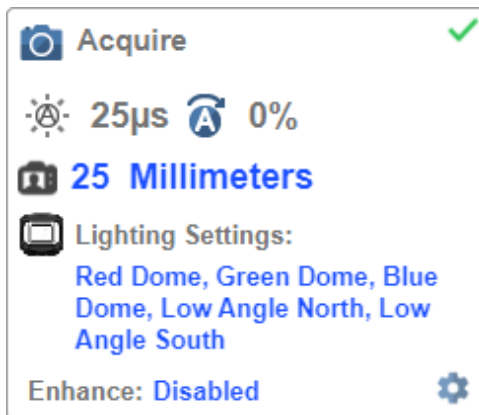 Acquire
25µs 0%
25 Millimeters
Lighting Settings:
Red Dome, Green Dome, Blue
Dome, Low Angle North, Low
Angle South
Enhance: Disabled